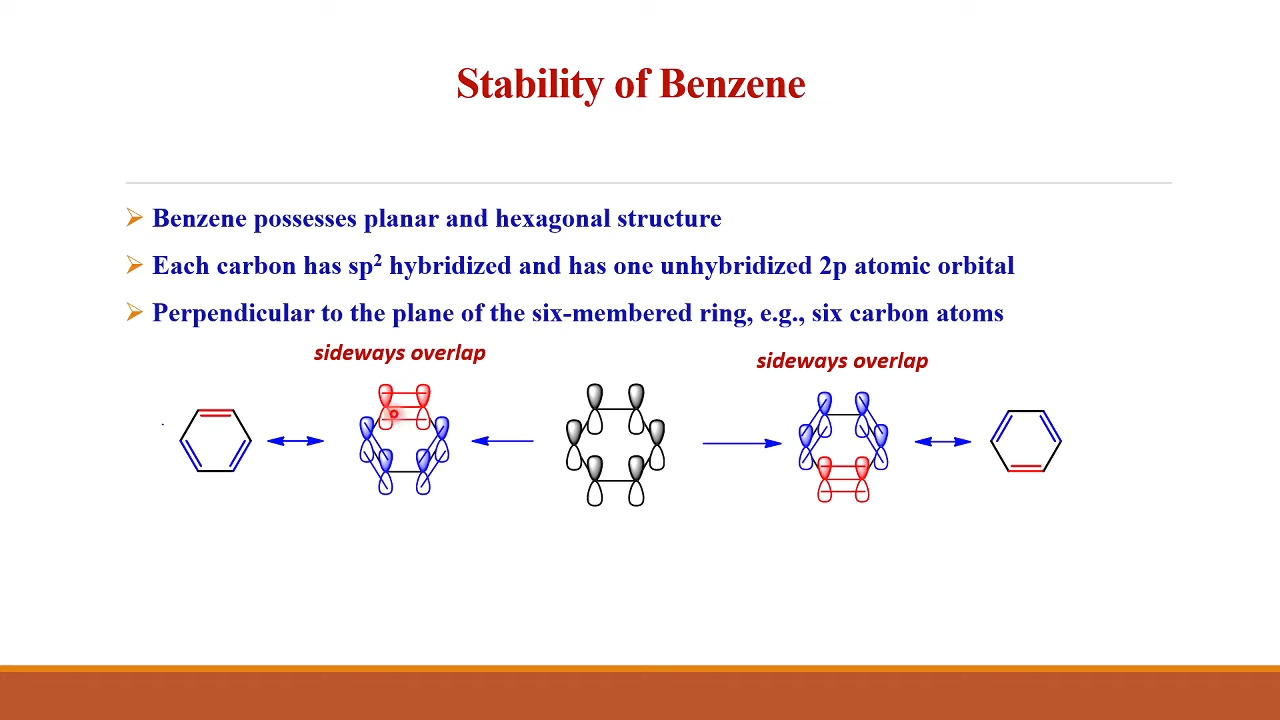 Stability of Benzene
Benzene possesses planar and hexagonal structure
Each carbon has sp² hybridized and has one unhybridized 2p atomic orbital
Perpendicular to the plane of the six-membered ring, e.g., six carbon atoms
sideways overlap
sideways overlap